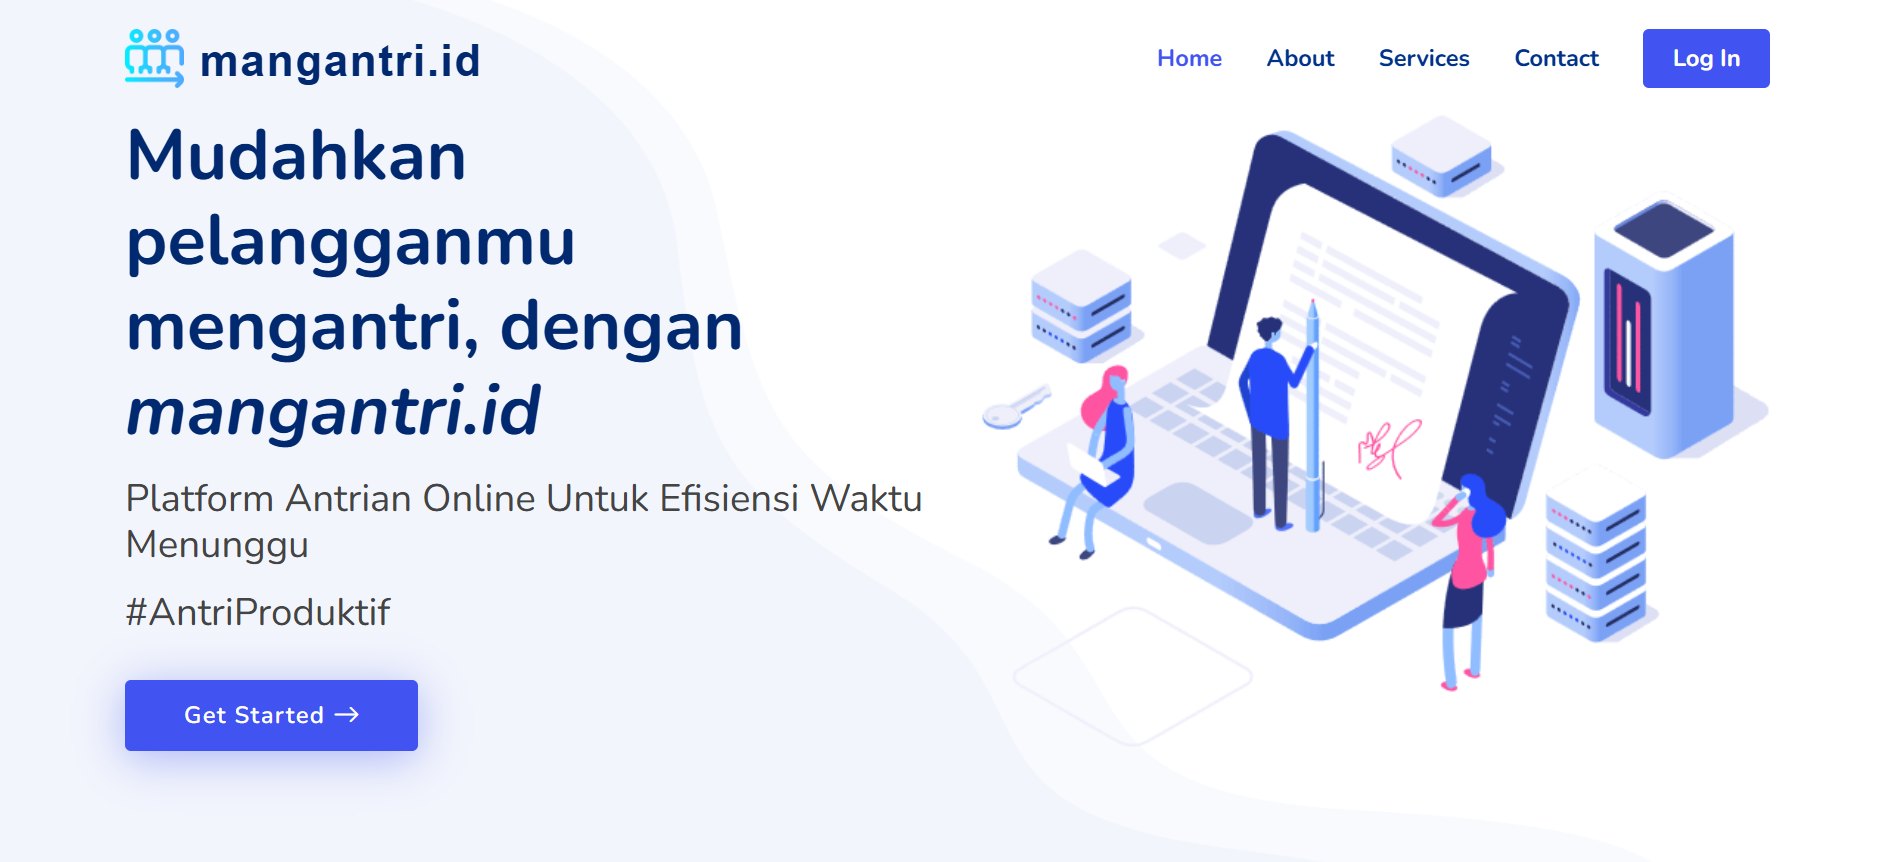 mangantri.id
Home
About
Services
Contact
Log In
Mudahkan
pelangganmu
mengantri, dengan
mangantri.id
Platform Antrian Online Untuk Efisiensi Waktu
Menunggu
#AntriProduktif
Get Started →